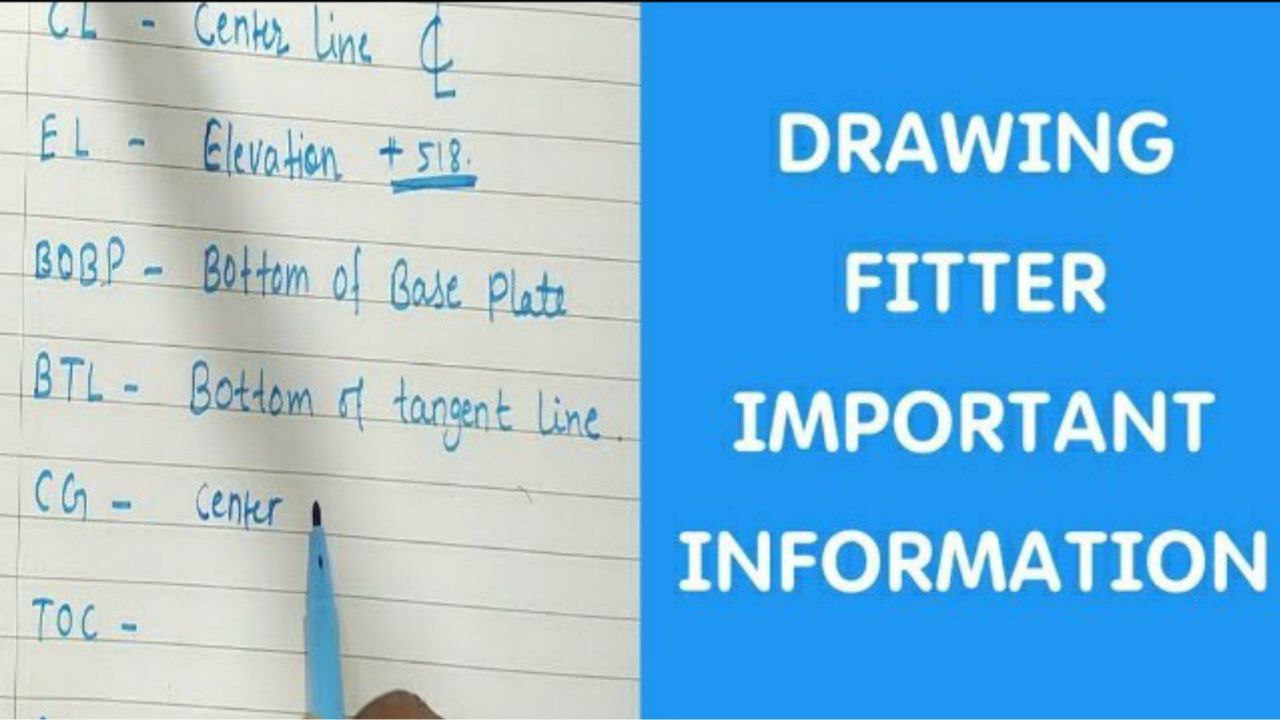 CL - Center line ℄
EL - Elevation + 518.
BOBP - Bottom of Base Plate
BTL - Bottom of tangent line.
CG - Center
TOC -
DRAWING
FITTER
IMPORTANT
INFORMATION